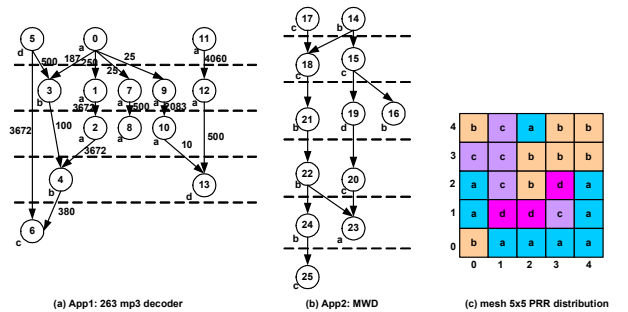 5 0 11 17 14
d a a 4060 c b
500 187 250 25 25
3 1 7 9 12 18 15
b a a a a c c
3672 500 2083
3672 100 2 8 10 500 21 19 16
a a a 10 b d b
3672
4 13 22 20
b d b c
380
6 24 23
c b a
25
c
4 b c a b b
3 c c b b b
2 a c b d a
1 a d d c a
0 b a a a a
0 1 2 3 4
(a) App1: 263 mp3 decoder (b) App2: MWD (c) mesh 5x5 PRR distribution